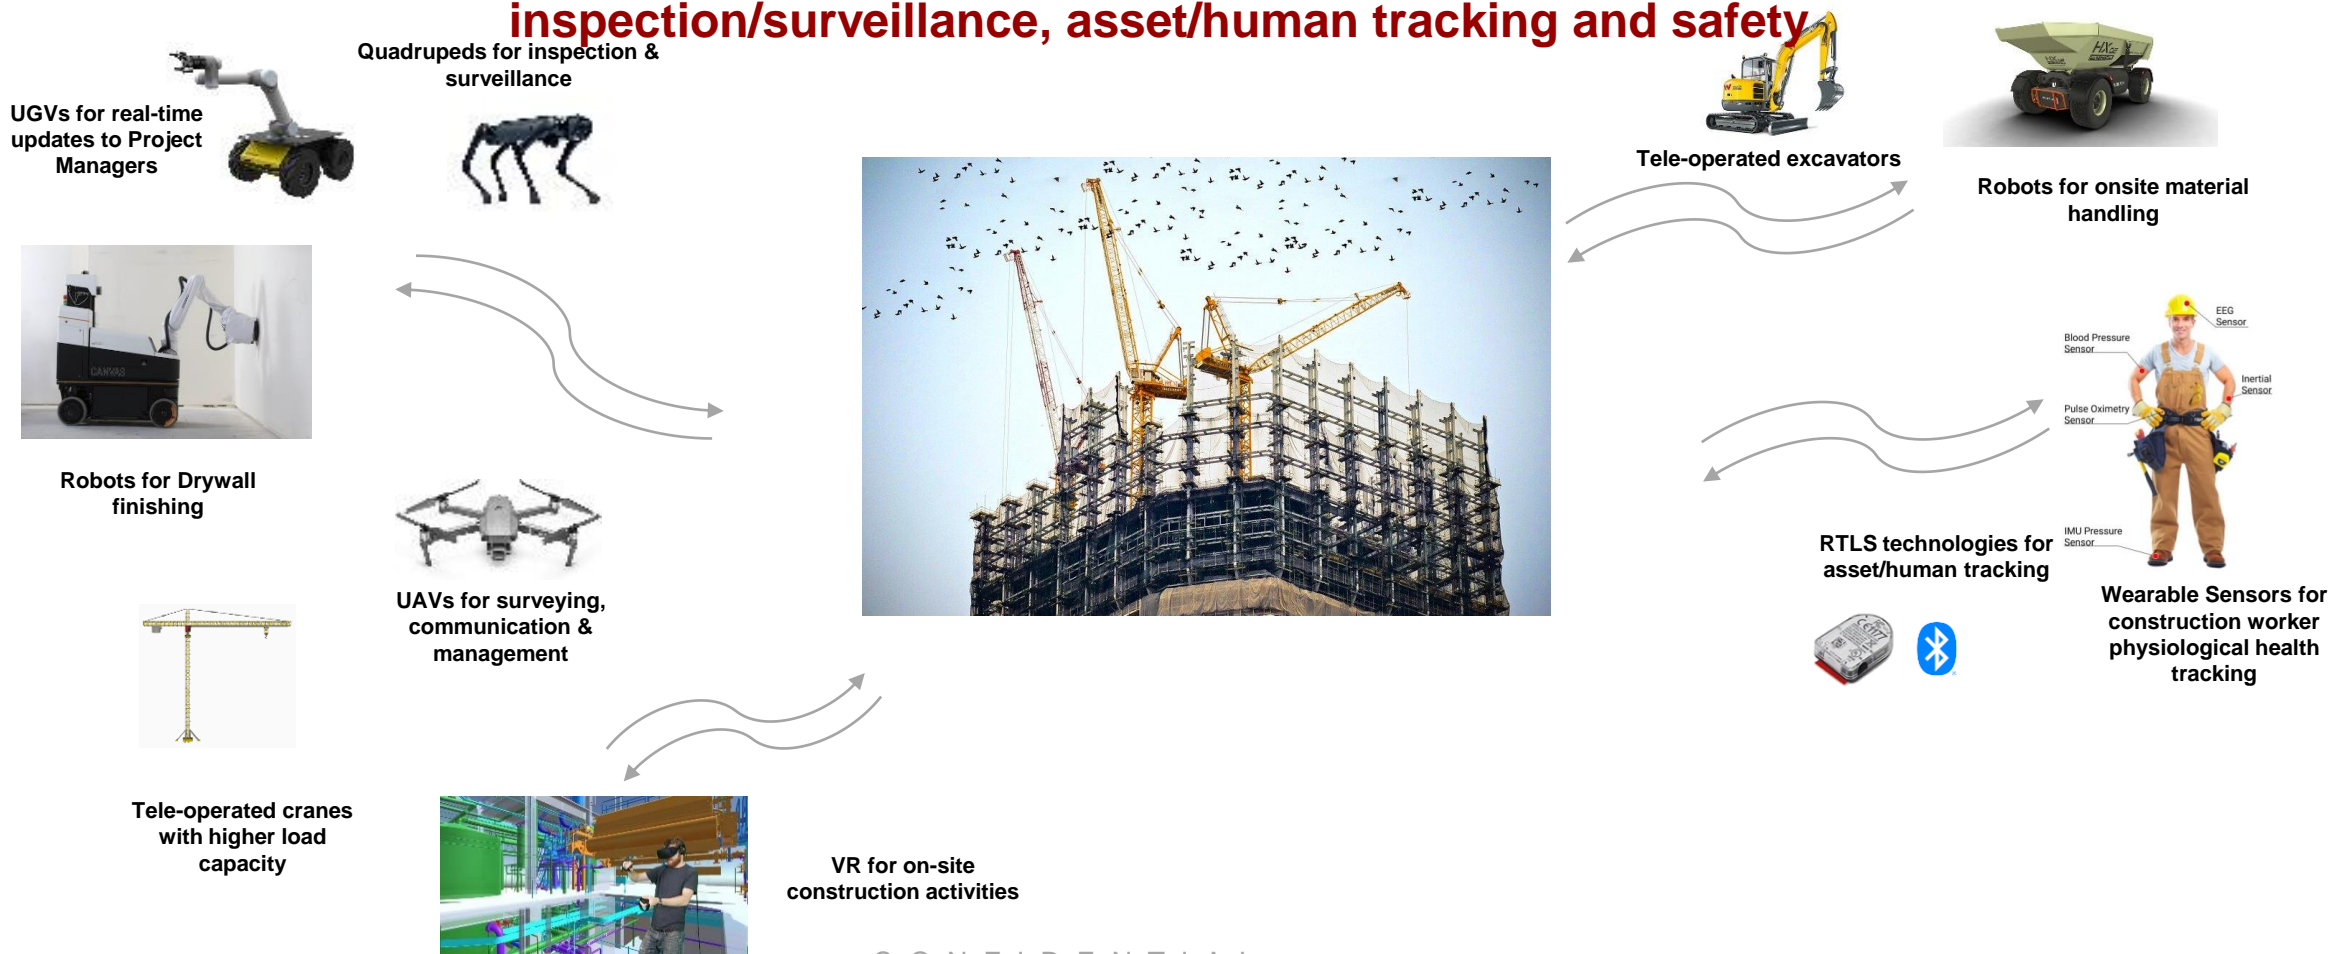 inspection/surveillance, asset/human tracking and safety
Quadrupeds for inspection &
surveillance
UGVs for real-time
updates to Project
Managers
Tele-operated excavators
HX
Robots for onsite material
handling
CANVAS
Robots for Drywall
finishing
UAVs for surveying,
communication &
management
EEG
Sensor
Blood Pressure
Sensor
Inertial
Sensor
Pulse Oximetry
Sensor
IMU Pressure
Sensor
RTLS technologies for
asset/human tracking
Wearable Sensors for
construction worker
physiological health
tracking
Tele-operated cranes
with higher load
capacity
VR for on-site
construction activities
CONFIDENTIAL